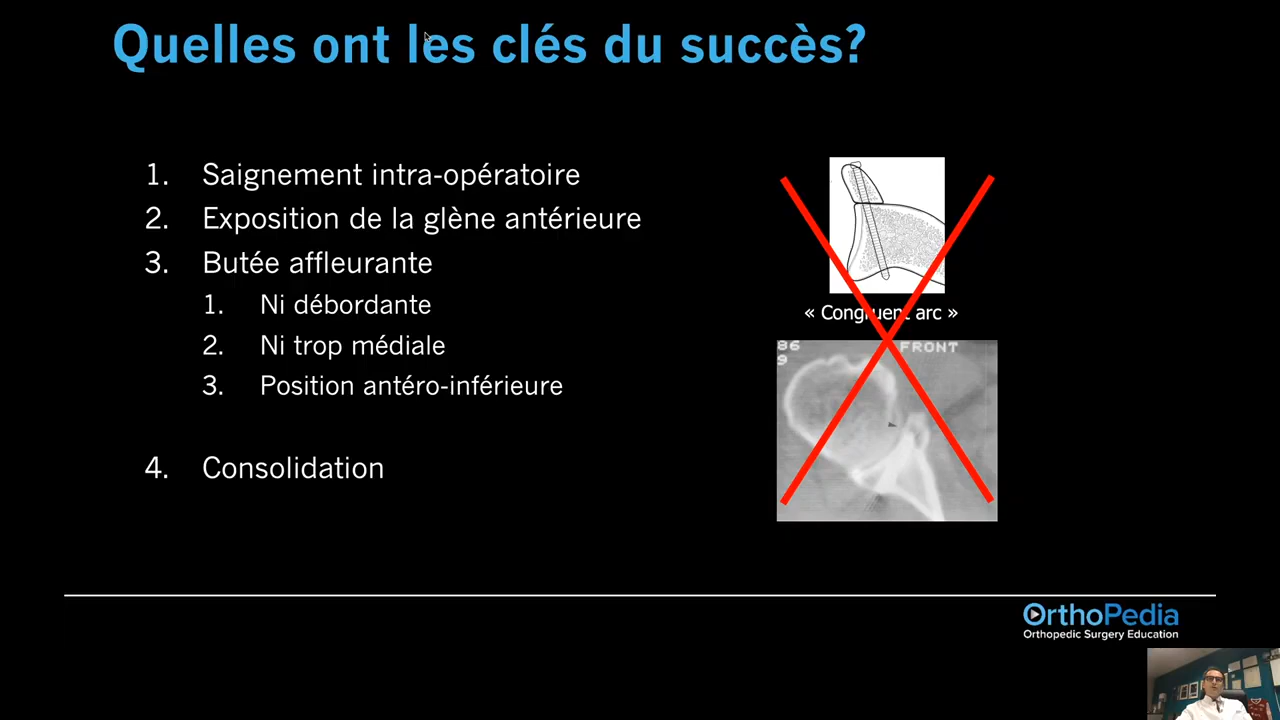 Quelles ont les clés du succès?
1. Saignement intra-opératoire
2. Exposition de la glène antérieure
3. Butée affleurante
1. Ni débordante
2. Ni trop médiale
3. Position antéro-inférieure
4. Consolidation
« Congruent arc »
86 FRONT
9
OrthoPedia
Orthopedic Surgery Education